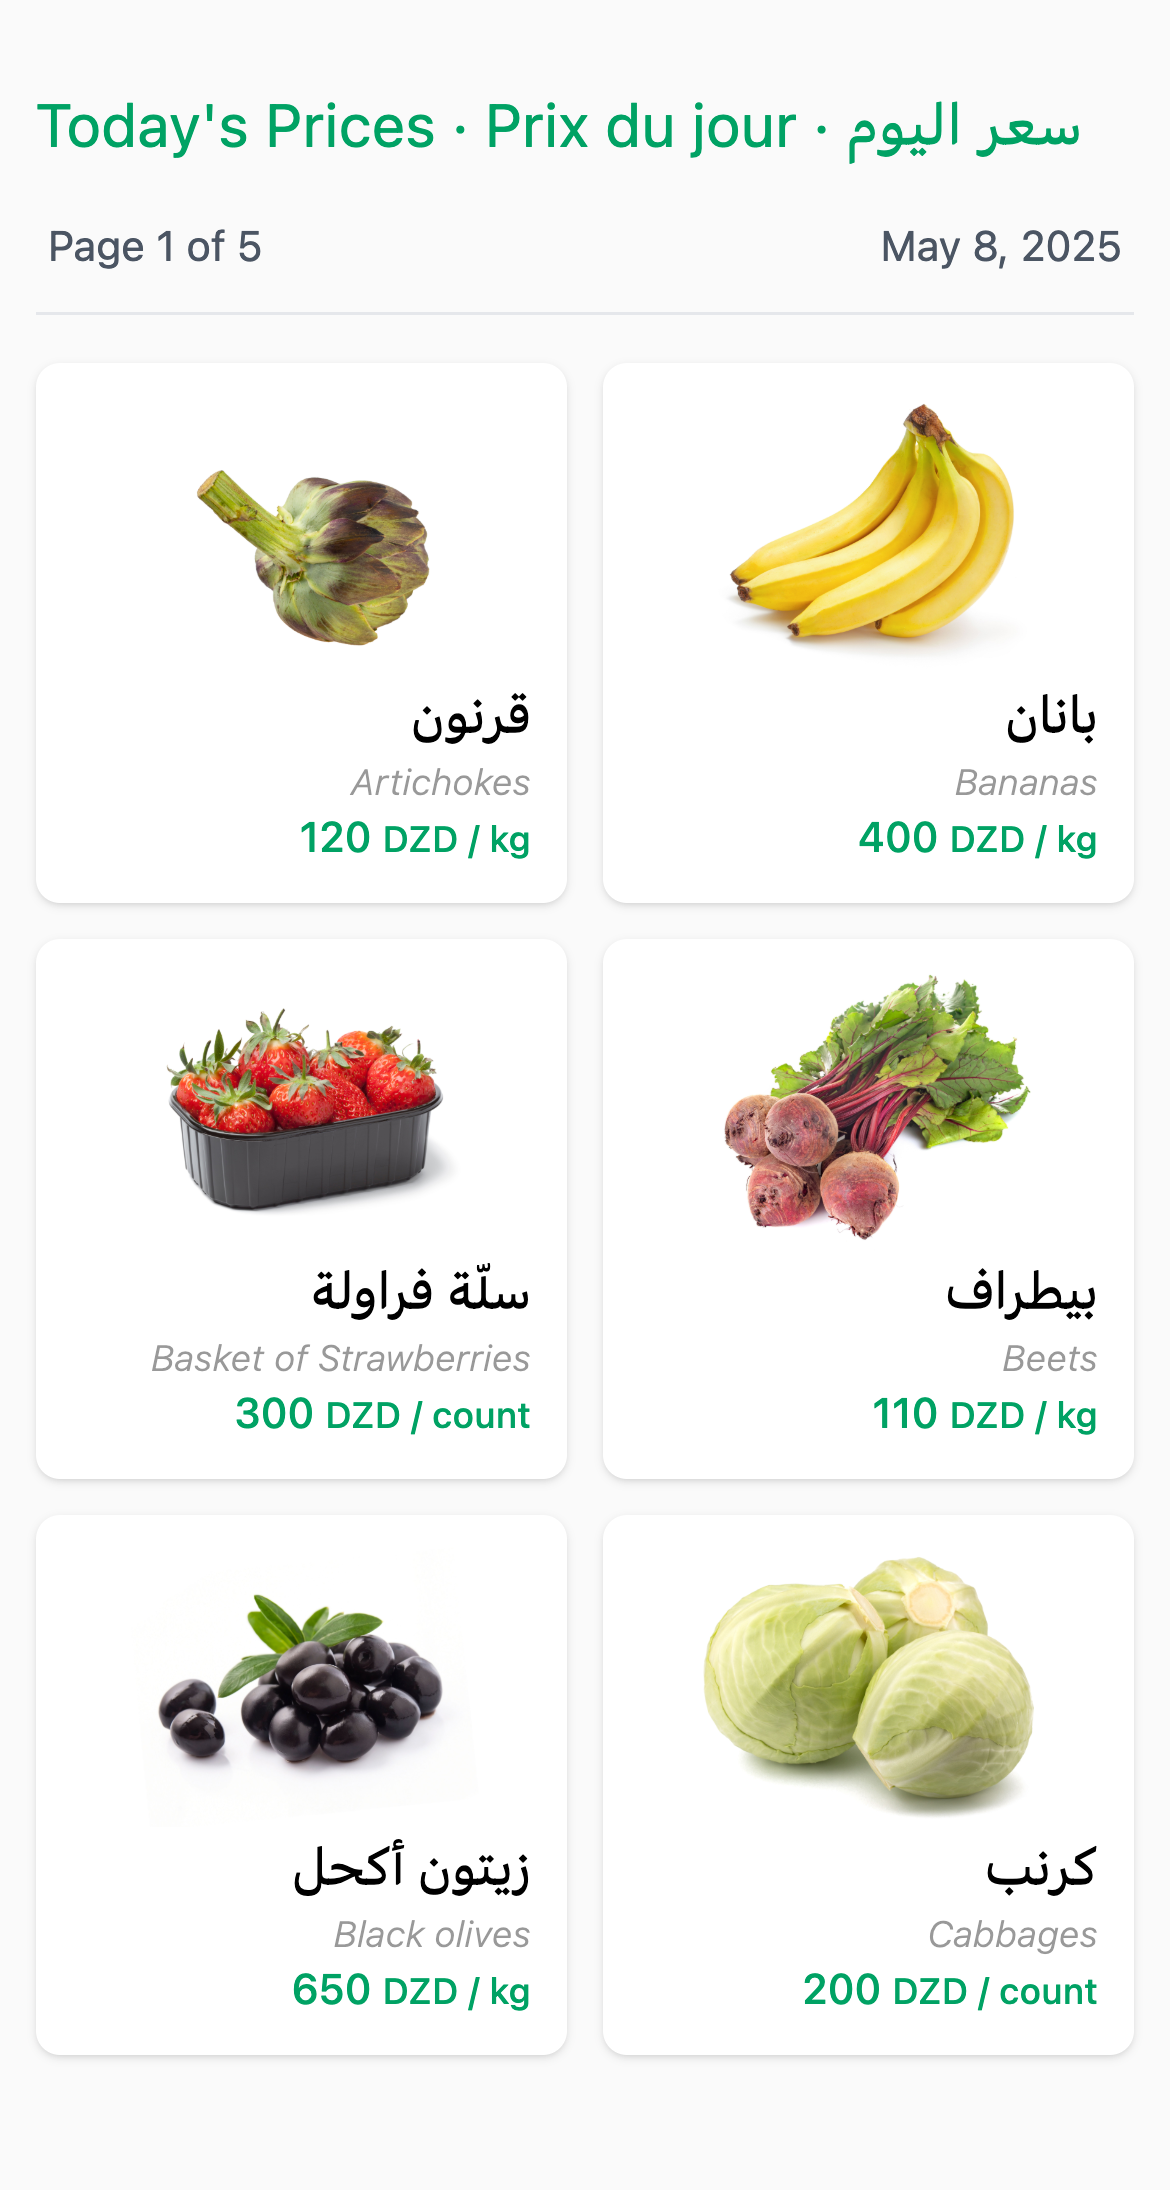 Today's Prices · Prix du jour · سعر اليوم
Page 1 of 5
May 8, 2025
قرنون
Artichokes
120 DZD / kg
بانان
Bananas
400 DZD / kg
سلّة فراولة
Basket of Strawberries
300 DZD / count
بيطراف
Beets
110 DZD / kg
زيتون أكحل
Black olives
650 DZD / kg
كرنب
Cabbages
200 DZD / count